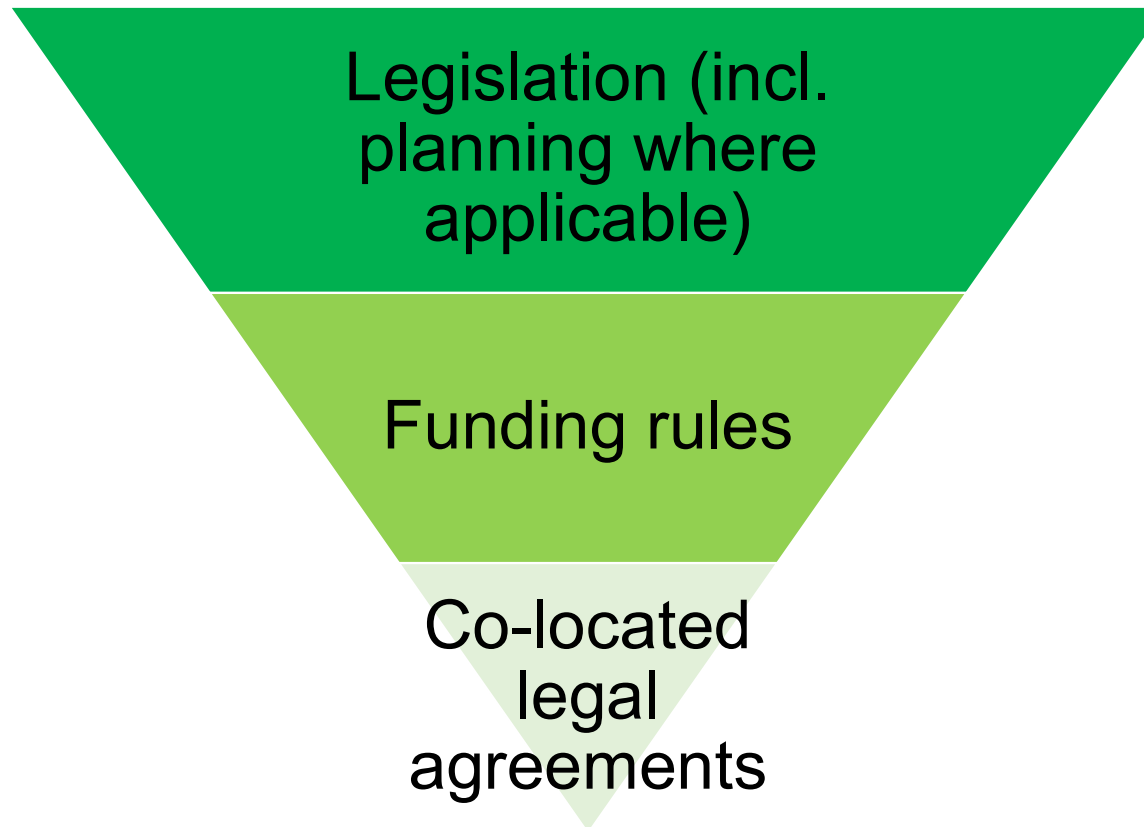 Legislation (incl.
planning where
applicable)
Funding rules
Co-located
legal
agreements